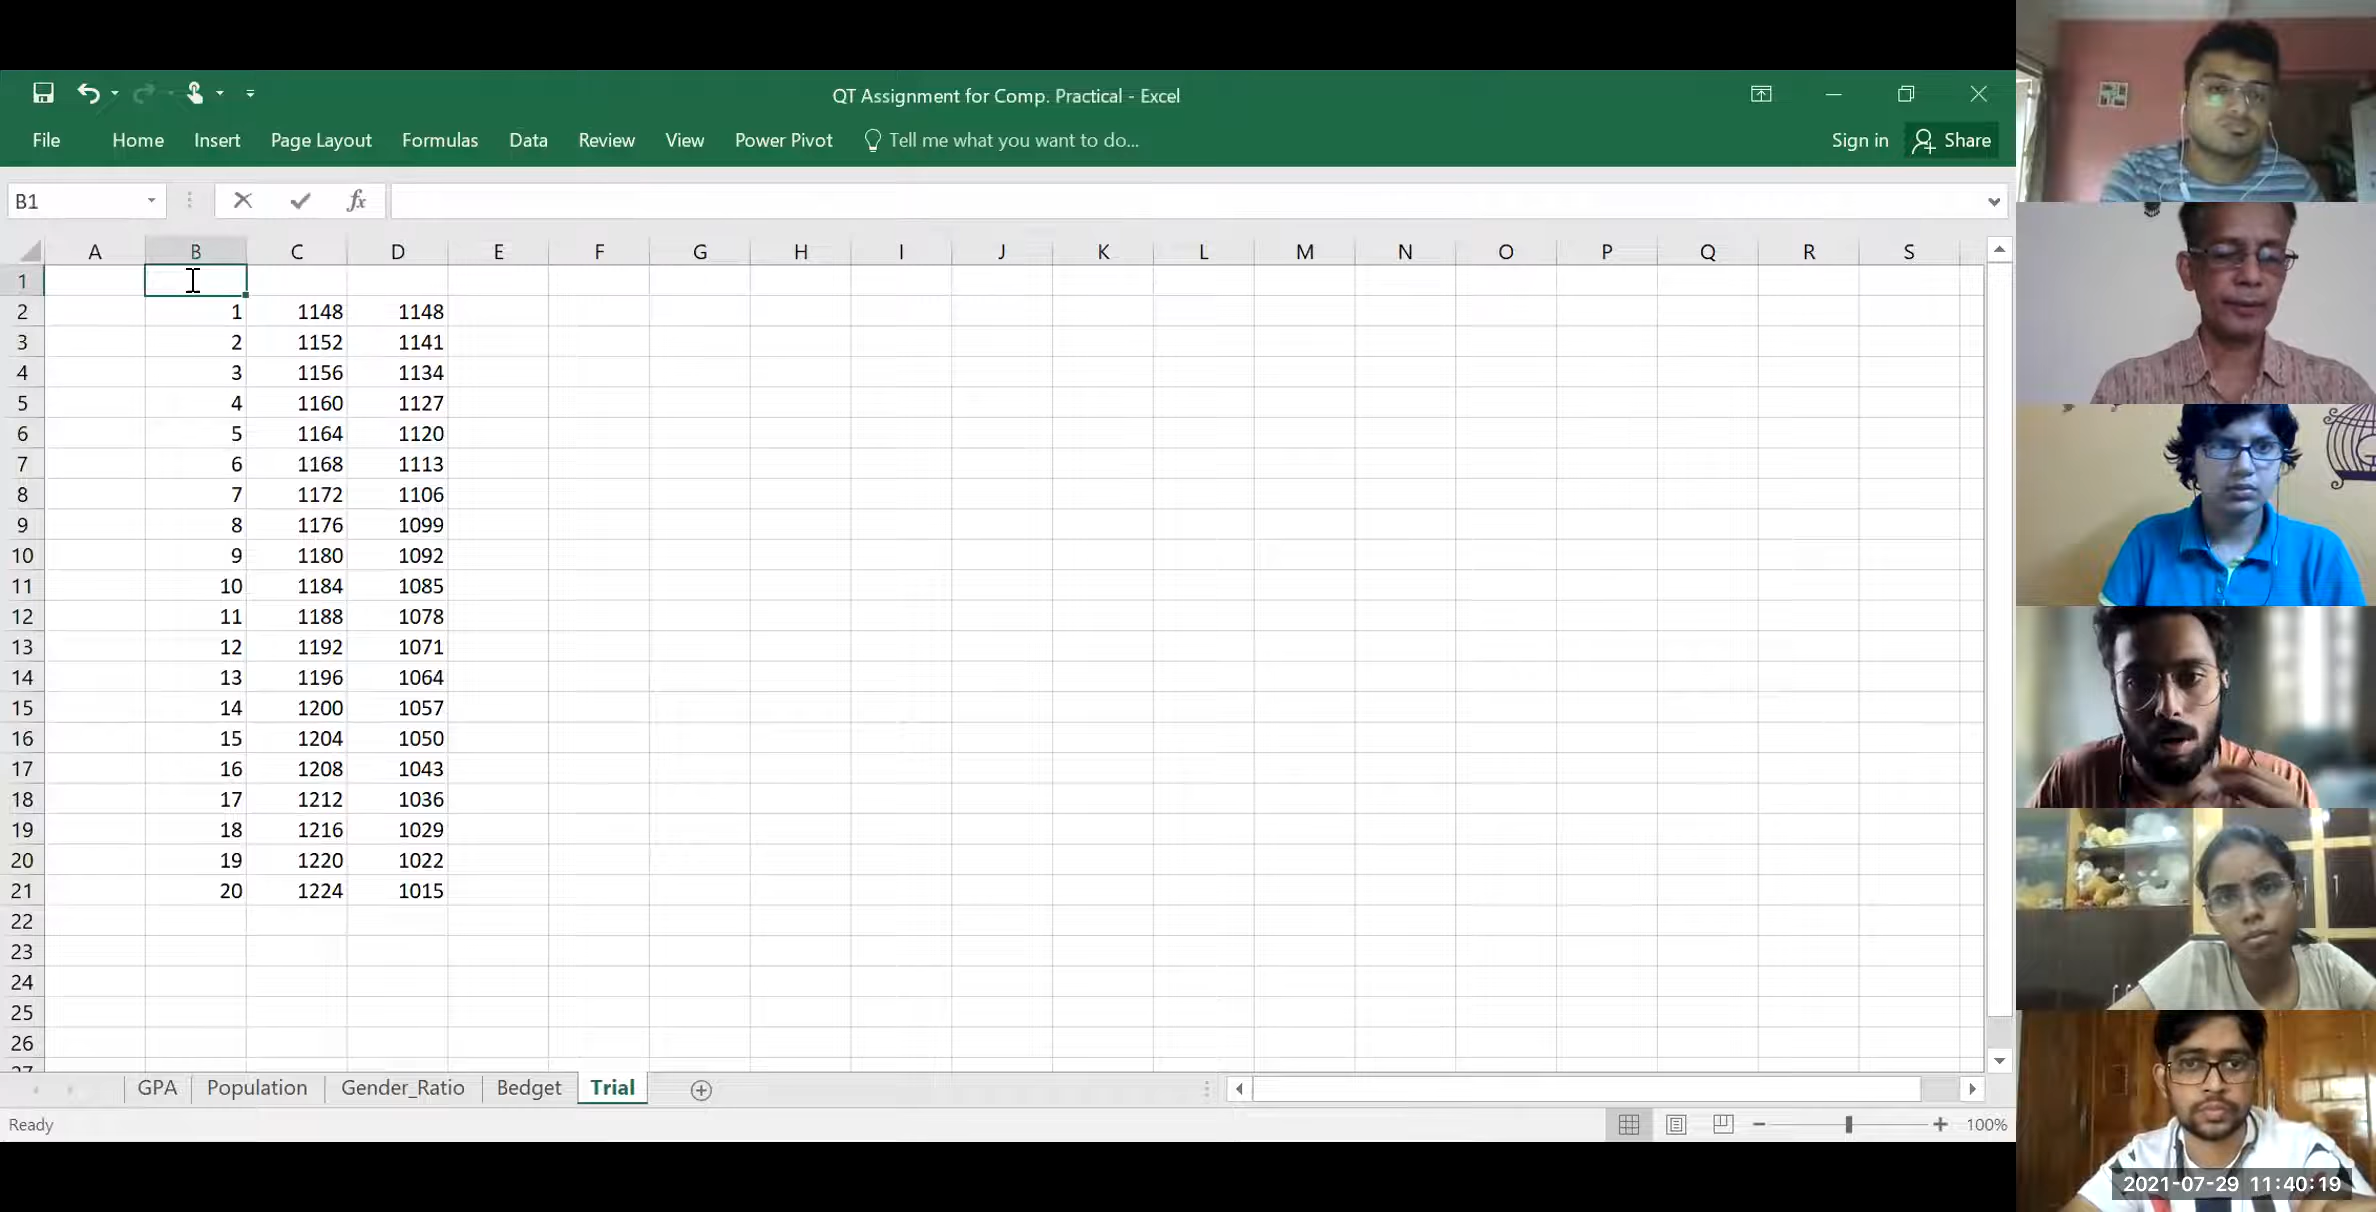 QT Assignment for Comp. Practical - Excel
File Home Insert Page Layout Formulas Data Review View Power Pivot Tell me what you want to do... Sign in Share
B1 fx
A B C D E F G H I J K L M N O P Q R S
1
2 1 1148 1148
3 2 1152 1141
4 3 1156 1134
5 4 1160 1127
6 5 1164 1120
7 6 1168 1113
8 7 1172 1106
9 8 1176 1099
10 9 1180 1092
11 10 1184 1085
12 11 1188 1078
13 12 1192 1071
14 13 1196 1064
15 14 1200 1057
16 15 1204 1050
17 16 1208 1043
18 17 1212 1036
19 18 1216 1029
20 19 1220 1022
21 20 1224 1015
22
23
24
25
26
27
GPA Population Gender_Ratio Bedget Trial
Ready 100%
2021-07-29 11:40:19